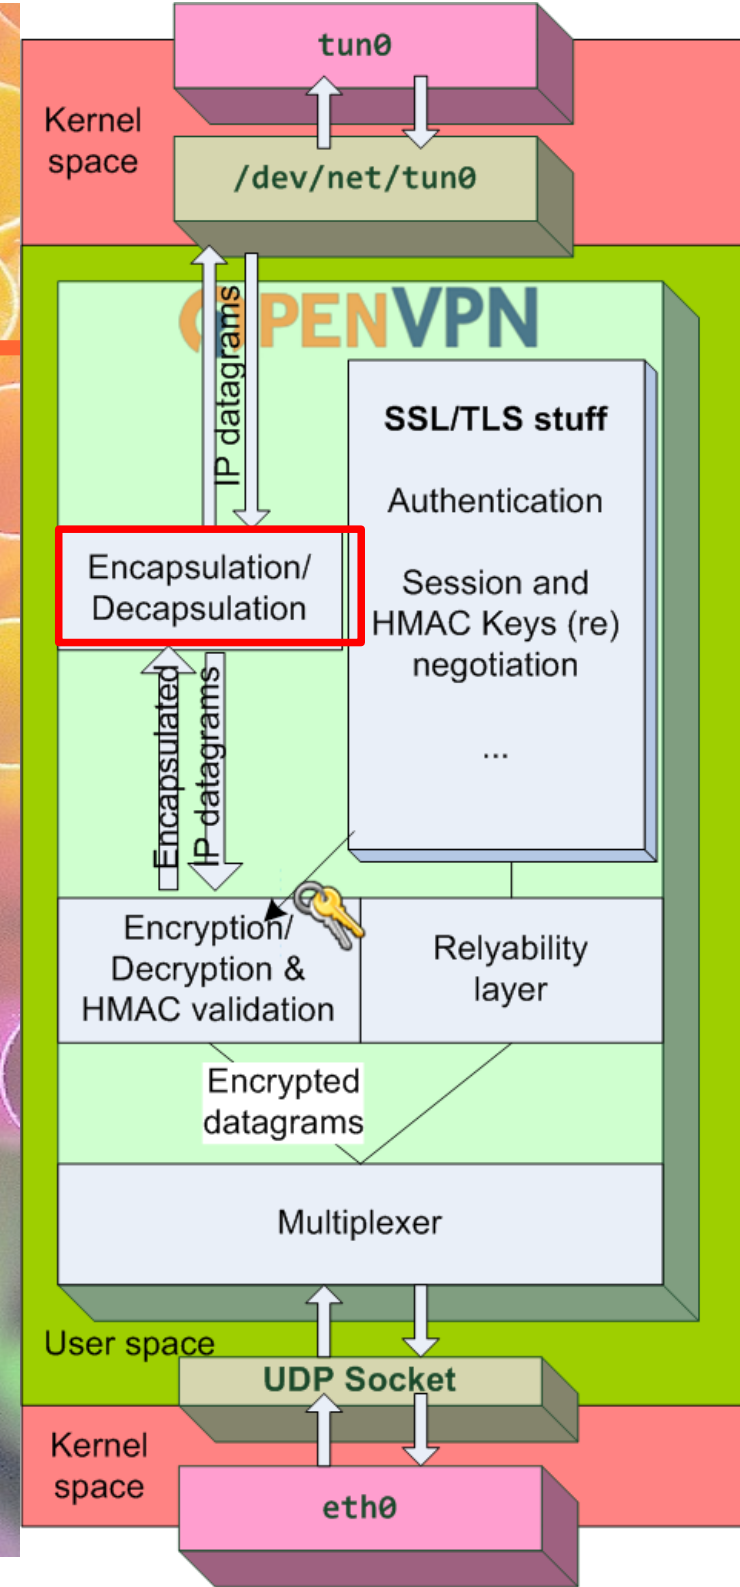 tun0
Kernel
space
/dev/net/tun0
OPENVPN
IP datagrams
SSL/TLS stuff
Authentication
Session and
HMAC Keys (re)
negotiation
...
Encapsulation/
Decapsulation
Encapsulated
IP datagrams
Encryption/
Decryption &
HMAC validation
Relyability
layer
Encrypted
datagrams
Multiplexer
User space
UDP Socket
Kernel
space
eth0